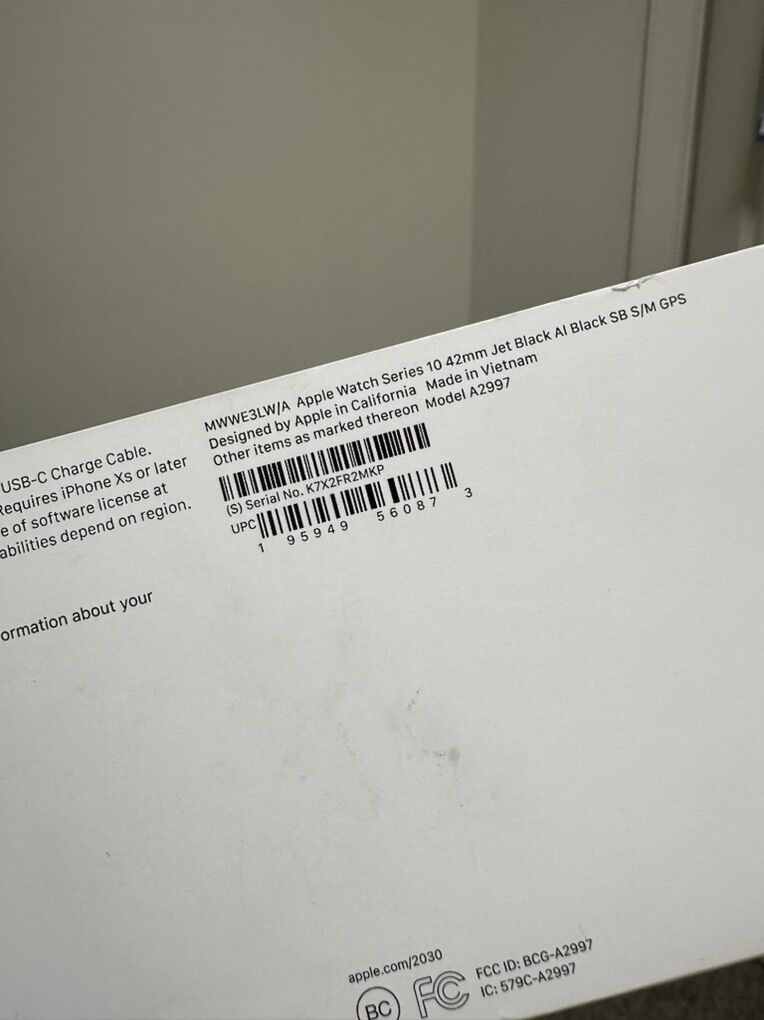 MWWE3LW/A Apple Watch Series 10 42mm Jet Black Al Black SB S/M GPS
Designed by Apple in California Made in Vietnam
Other items as marked thereon Model A2997
(S) Serial No. K7X2FR2MKP
UPC
1 95949 56087 3
USB-C Charge Cable.
Requires iPhone Xs or later
e of software license at
abilities depend on region.
ormation about your
apple.com/2030
BC
FC
FCC ID: BCG-A2997
IC: 579C-A2997